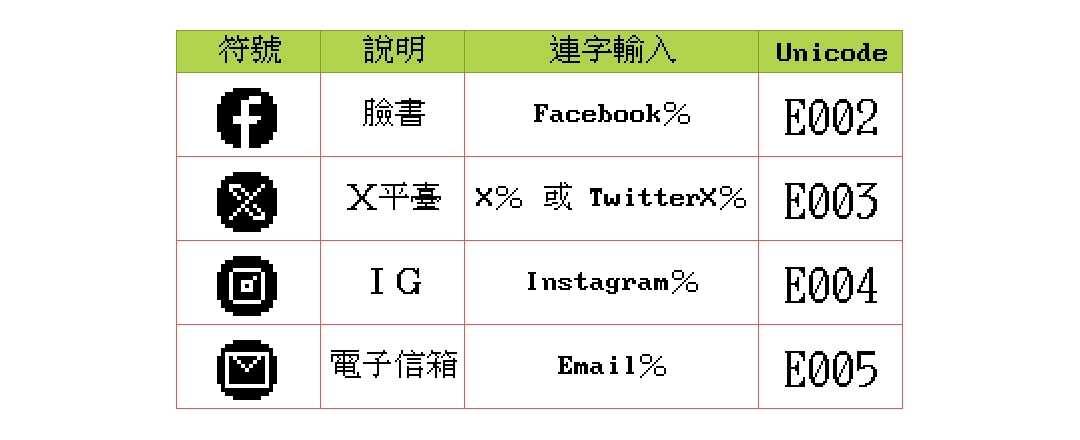 符號 說明 連字輸入 Unicode
臉書 Facebook% E002
X平臺 X% 或 TwitterX% E003
IG Instagram% E004
電子信箱 Email% E005